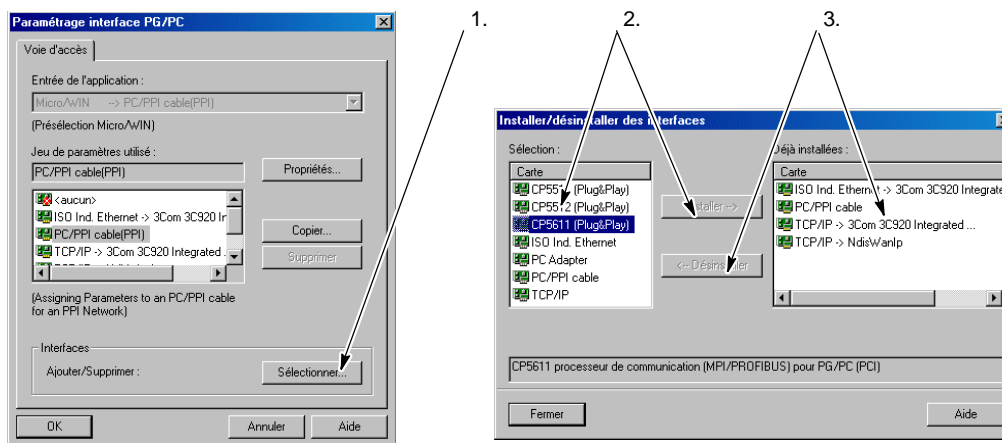 1.
2.
3.
Paramétrage interface PG/PC
Voie d'accès
Entrée de l'application :
Micro/WIN --> PC/PPI cable(PPI)
(Présélection Micro/WIN)
Jeu de paramètres utilisé :
PC/PPI cable(PPI)
Propriétés...
<aucun>
ISO Ind. Ethernet -> 3Com 3C920 Ir
PC/PPI cable(PPI)
TCP/IP -> 3Com 3C920 Integrated .
Copier...
Supprimer
(Assigning Parameters to an PC/PPI cable
for an PPI Network)
Interfaces
Ajouter/Supprimer :
Sélectionner...
OK
Annuler
Aide
Installer/désinstaller des interfaces
Sélection :
Carte
CP5511 (Plug&Play)
CP5512 (Plug&Play)
CP5611 (Plug&Play)
ISO Ind. Ethernet
PC Adapter
PC/PPI cable
TCP/IP
Installer -->
<-- Désinstaller
Déjà installées :
Carte
ISO Ind. Ethernet -> 3Com 3C920 Integrate
PC/PPI cable
TCP/IP -> 3Com 3C920 Integrated ...
TCP/IP -> NdisWanIp
CP5611 processeur de communication (MPI/PROFIBUS) pour PG/PC (PCI)
Fermer
Aide